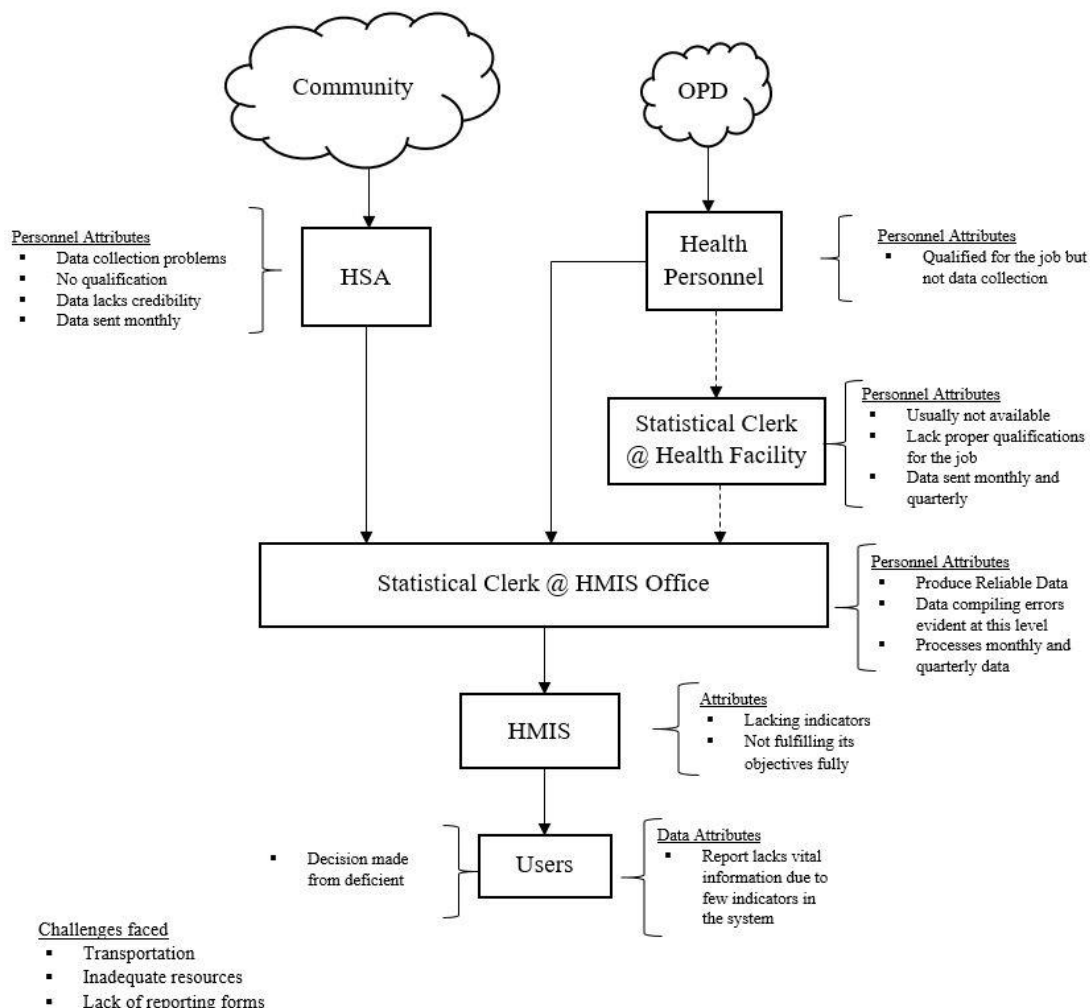 Community
OPD
Personnel Attributes
▪ Data collection problems
▪ No qualification
▪ Data lacks credibility
▪ Data sent monthly
HSA
Health
Personnel
Personnel Attributes
▪ Qualified for the job but
not data collection
Statistical Clerk
@ Health Facility
Personnel Attributes
▪ Usually not available
▪ Lack proper qualifications
for the job
▪ Data sent monthly and
quarterly
Statistical Clerk @ HMIS Office
Personnel Attributes
▪ Produce Reliable Data
▪ Data compiling errors
evident at this level
▪ Processes monthly and
quarterly data
HMIS
Attributes
▪ Lacking indicators
▪ Not fulfilling its
objectives fully
▪ Decision made
from deficient
Users
Data Attributes
▪ Report lacks vital
information due to
few indicators in
the system
Challenges faced
▪ Transportation
▪ Inadequate resources
▪ Lack of reporting forms